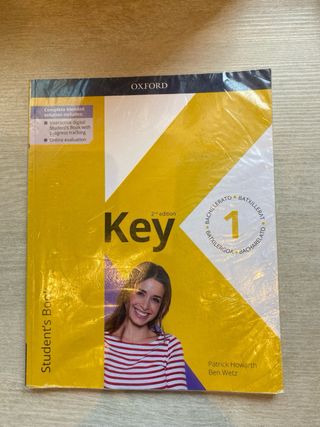 OXFORD
Complete blended
solution includes:
Interactive digital
Student's Book with
progress tracking
Online evaluation
2nd edition
Key
1
BACHILLERATO • BATXILLERAT
BATXILERGOA • BACHARELATO
Student's Book
Patrick Howarth
Ben Wetz